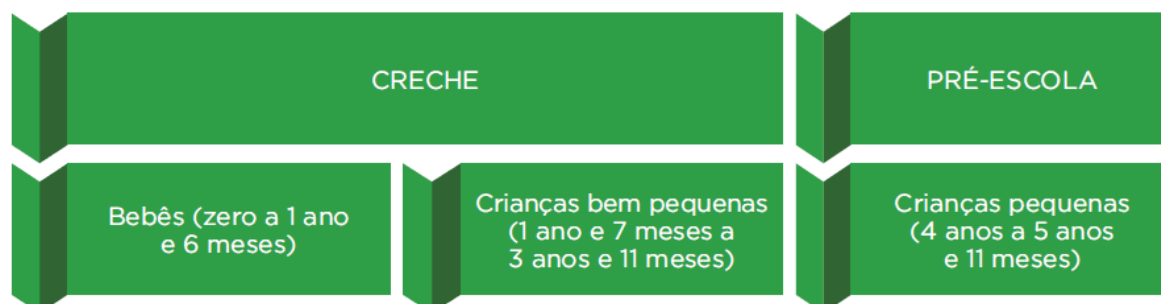 CRECHE
PRÉ-ESCOLA
Bebês (zero a 1 ano
e 6 meses)
Crianças bem pequenas
(1 ano e 7 meses a
3 anos e 11 meses)
Crianças pequenas
(4 anos a 5 anos
e 11 meses)